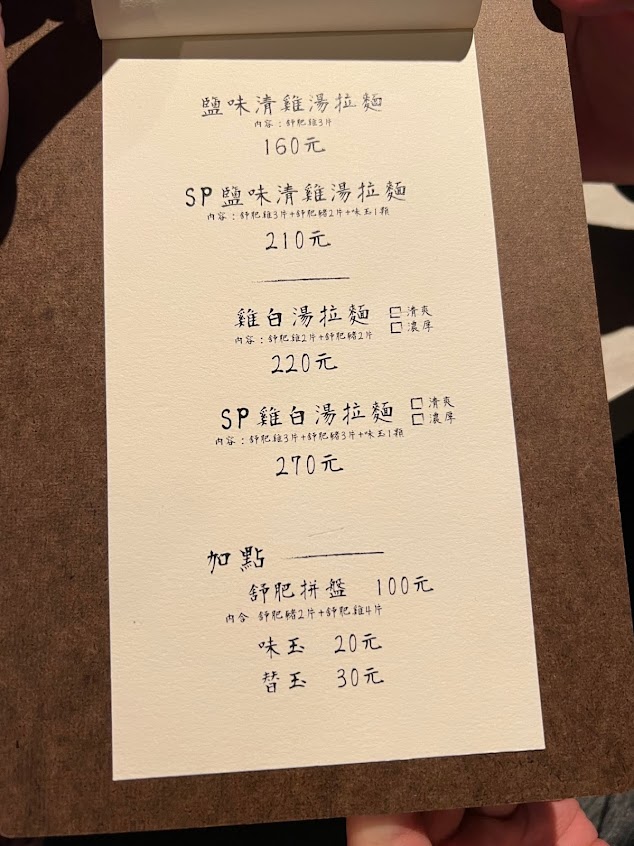 鹽味清雞湯拉麵
內容：舒肥雞3片
160元
SP鹽味清雞湯拉麵
內容：舒肥雞3片+舒肥豬2片+味玉1顆
210元
雞白湯拉麵 □清爽
□濃厚
內容：舒肥雞2片+舒肥豬2片
220元
SP雞白湯拉麵 □清爽
□濃厚
內容：舒肥雞3片+舒肥豬3片+味玉1顆
270元
加點
舒肥拼盤 100元
內含 舒肥豬2片+舒肥雞4片
味玉 20元
替玉 30元